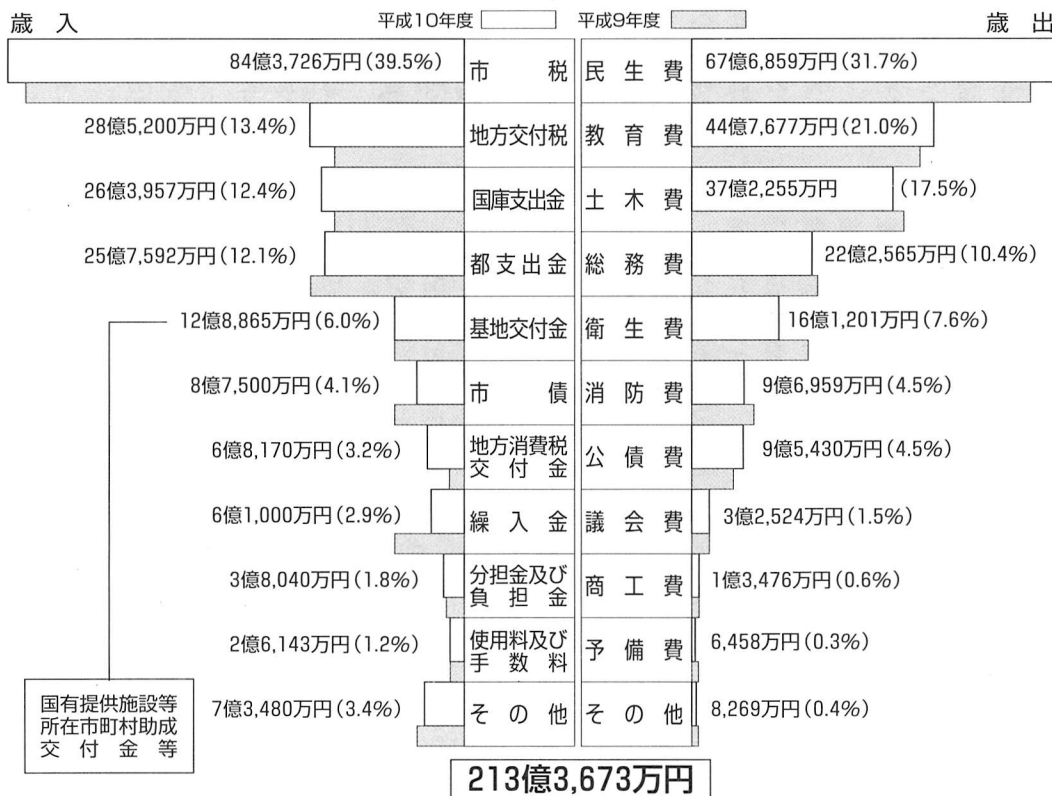 歳入 平成10年度 平成9年度 歳出
84億3,726万円(39.5%) 市税 民生費 67億6,859万円(31.7%)
28億5,200万円(13.4%) 地方交付税 教育費 44億7,677万円(21.0%)
26億3,957万円(12.4%) 国庫支出金 土木費 37億2,255万円 (17.5%)
25億7,592万円(12.1%) 都支出金 総務費 22億2,565万円(10.4%)
12億8,865万円(6.0%) 基地交付金 衛生費 16億1,201万円(7.6%)
8億7,500万円(4.1%) 市債 消防費 9億6,959万円(4.5%)
6億8,170万円(3.2%) 地方消費税
交付金 公債費 9億5,430万円(4.5%)
6億1,000万円(2.9%) 繰入金 議会費 3億2,524万円(1.5%)
3億8,040万円(1.8%) 分担金及び
負担金 商工費 1億3,476万円(0.6%)
2億6,143万円(1.2%) 使用料及び
手数料 予備費 6,458万円(0.3%)
7億3,480万円(3.4%) その他 その他 8,269万円(0.4%)
国有提供施設等
所在市町村助成
交付金等
213億3,673万円